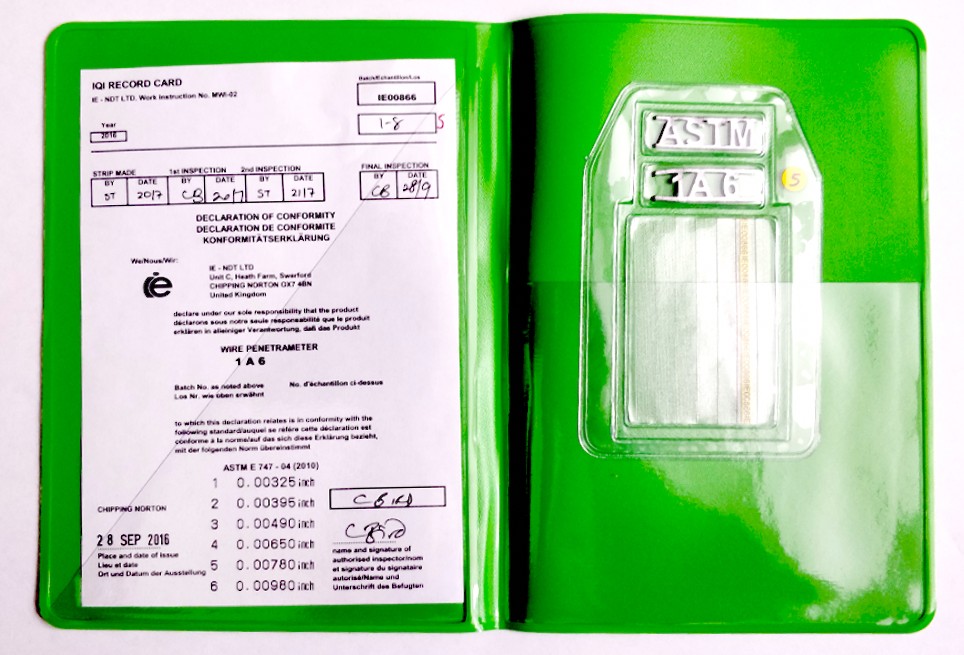 IQI RECORD CARD
IE - NDT LTD. Work Instruction No. MWI-02
Batch/Echantillon/Los
IE00866
1-8 5
Year
2016
STRIP MADE 1st INSPECTION 2nd INSPECTION FINAL INSPECTION
BY DATE BY DATE BY DATE BY DATE
ST 20/7 CB 20/7 ST 21/7 CB 28/9
DECLARATION OF CONFORMITY
DECLARATION DE CONFORMITE
KONFORMITÄTSERKLÄRUNG
We/Nous/Wir:
ie
IE - NDT LTD
Unit C, Heath Farm, Swerford
CHIPPING NORTON OX7 4BN
United Kingdom
declare under our sole responsibility that the product
déclarons sous notre seule responsabilité que le produit
erklären in alleiniger Verantwortung, daß das Produkt
WIRE PENETRAMETER
1 A 6
Batch No. as noted above No. d'échantillon ci-dessus
Los Nr. wie oben erwähnt
to which this declaration relates is in conformity with the
following standard/auquel se réfère cette déclaration est
conforme à la norme/auf das sich diese Erklärung bezieht,
mit der folgenden Norm übereinstimmt
ASTM E 747 - 04 (2010)
1 0.00325 inch
2 0.00395 inch
3 0.00490 inch
4 0.00650 inch
5 0.00780 inch
6 0.00980 inch
CHIPPING NORTON
28 SEP 2016
Place and date of issue
Lieu et date
Ort und Datum der Ausstellung
C BIRD
C Bird
name and signature of
authorised inspector/nom
et signature du signataire
autorisé/Name und
Unterschrift des Befugten
ASTM
1A6
5